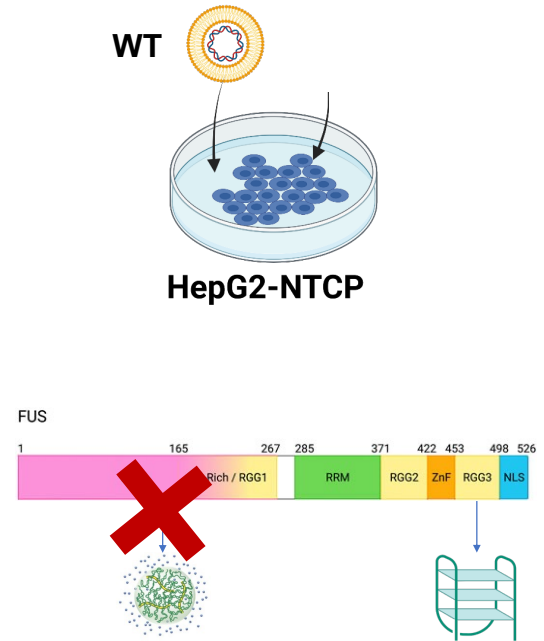 WT
HepG2-NTCP
FUS
1 165 267 285 371 422 453 498 526
Rich / RGG1 RRM RGG2 ZnF RGG3 NLS